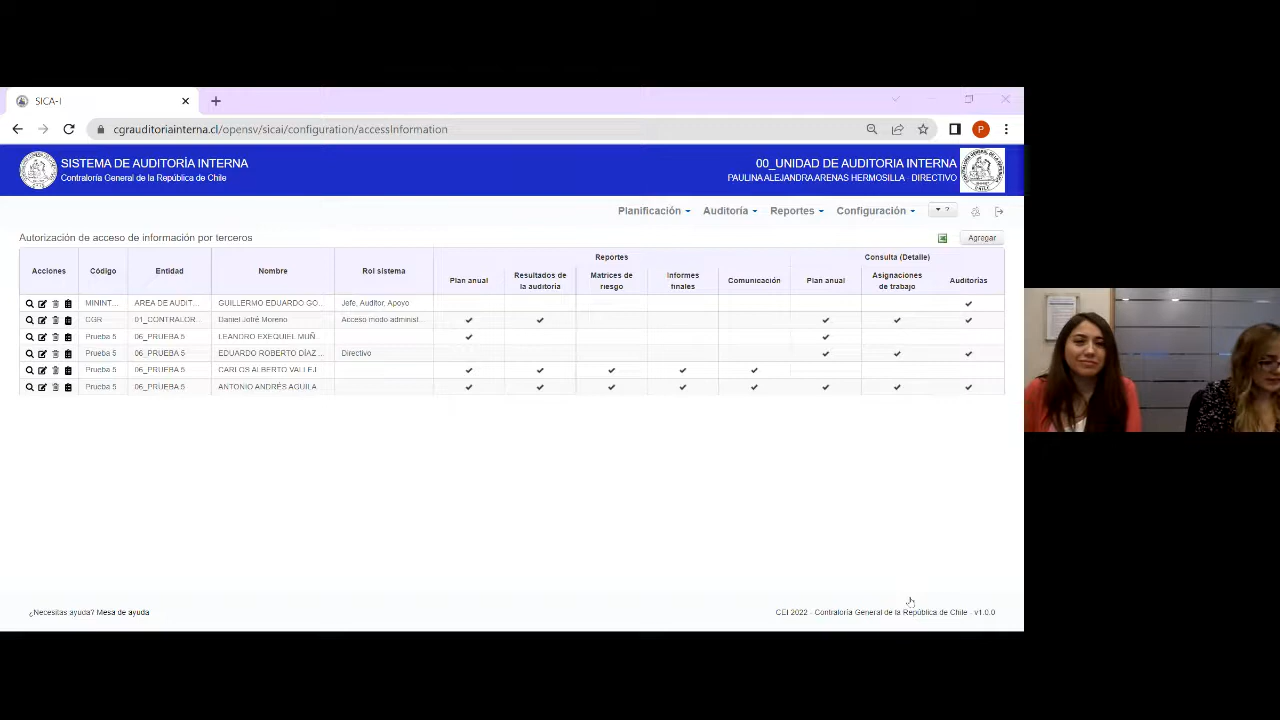 SICA-I
cgrauditoriainterna.cl/opensv/sicai/configuration/accessInformation
P
SISTEMA DE AUDITORÍA INTERNA
Contraloría General de la República de Chile
00_UNIDAD DE AUDITORIA INTERNA
PAULINA ALEJANDRA ARENAS HERMOSILLA - DIRECTIVO
Planificación Auditoría Reportes Configuración ?
Autorización de acceso de información por terceros
Agregar
Acciones Código Entidad Nombre Rol sistema Reportes Consulta (Detalle)
Plan anual Resultados de la auditoría Matrices de riesgo Informes finales Comunicación Plan anual Asignaciones de trabajo Auditorías
MININT... AREA DE AUDIT... GUILLERMO EDUARDO GO... Jefe, Auditor, Apoyo ✓
CGR 01_CONTRALOR... Daniel Jofré Moreno Acceso modo administ... ✓ ✓ ✓ ✓ ✓
Prueba 5 06_PRUEBA 5 LEANDRO EXEQUIEL MUÑ ✓ ✓
Prueba 5 06_PRUEBA 5 EDUARDO ROBERTO DÍAZ ... Directivo ✓ ✓ ✓
Prueba 5 06_PRUEBA 5 CARLOS ALBERTO VALLEJ ✓ ✓ ✓ ✓ ✓
Prueba 5 06_PRUEBA 5 ANTONIO ANDRÉS AGUILA ✓ ✓ ✓ ✓ ✓ ✓ ✓ ✓
¿Necesitas ayuda? Mesa de ayuda
CEI 2022 - Contraloría General de la República de Chile - v1.0.0